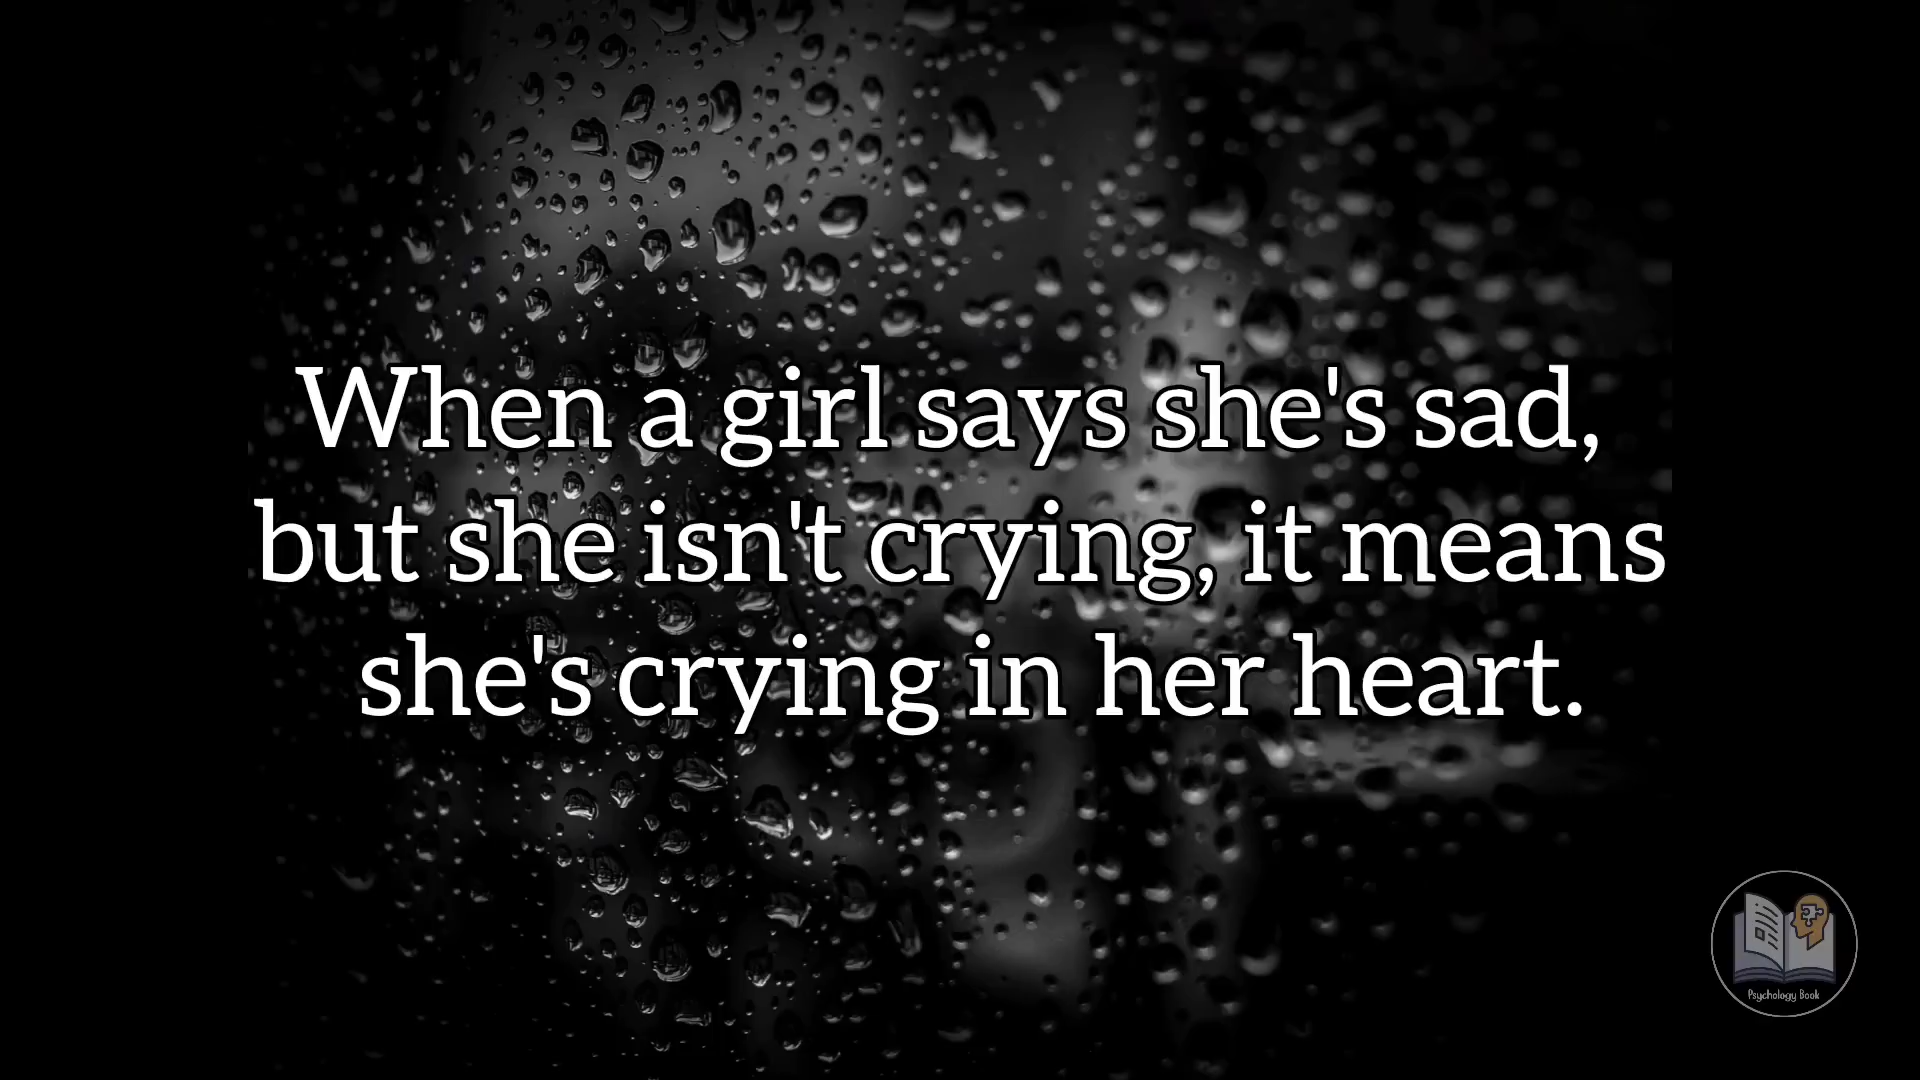 When a girl says she's sad,
but she isn't crying, it means
she's crying in her heart.
Psychology Book